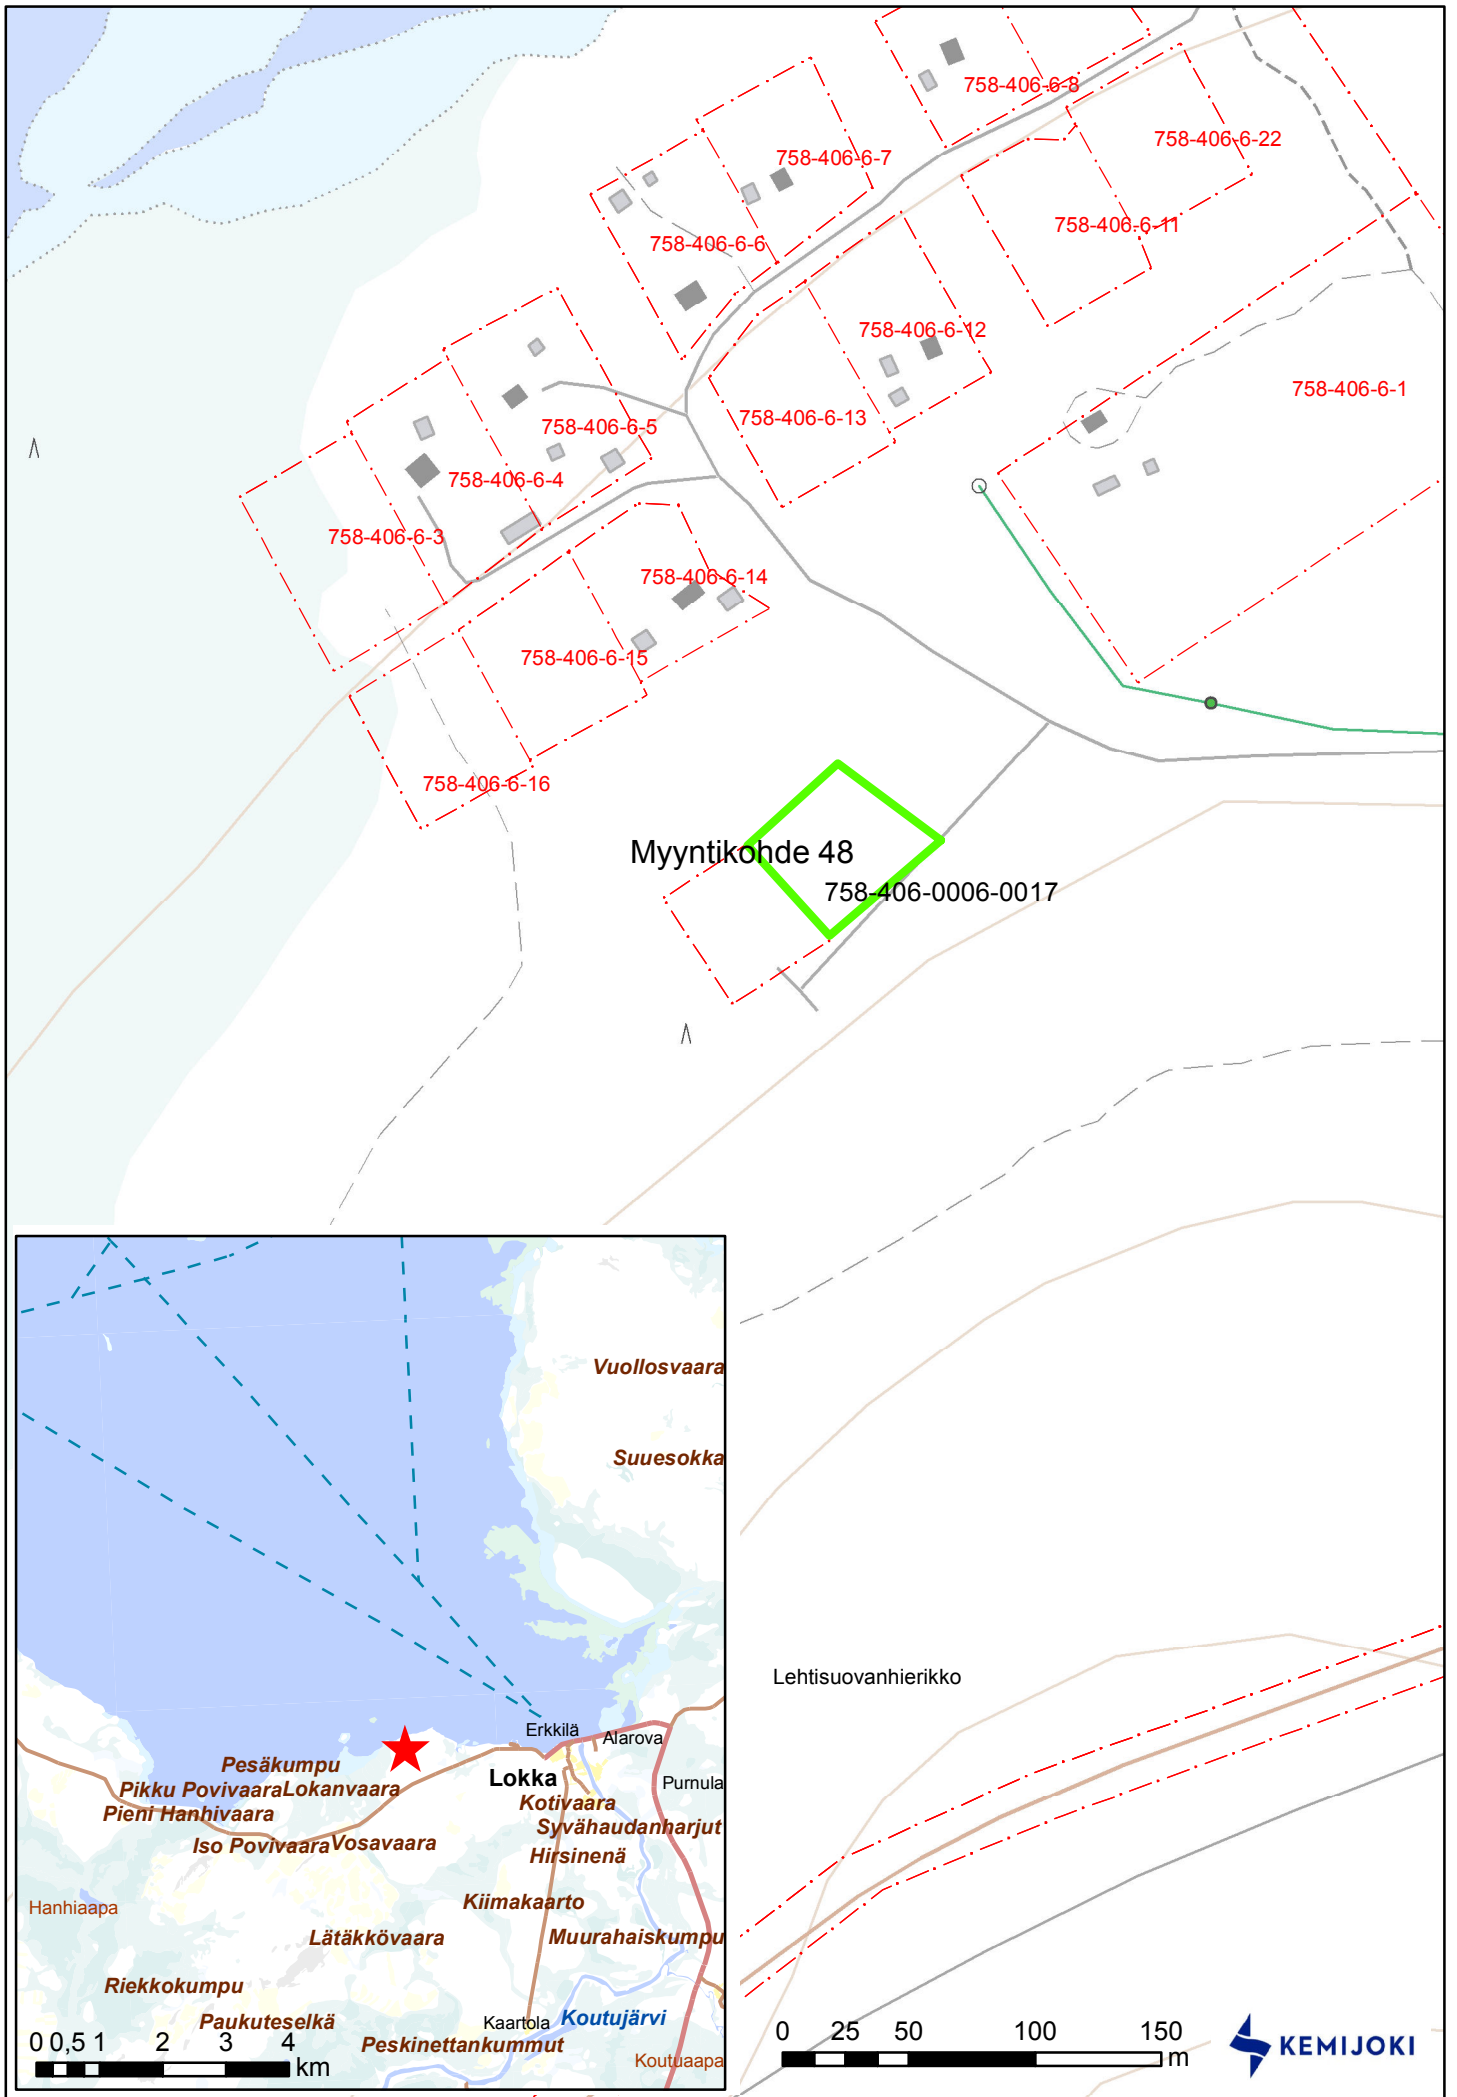 758-406-6-8
758-406-6-22
758-406-6-7
758-406-6-11
758-406-6-6
758-406-6-12
758-406-6-1
758-406-6-13
758-406-6-5
758-406-6-4
758-406-6-3
758-406-6-14
758-406-6-15
758-406-6-16
Myyntikohde 48
758-406-0006-0017
Lehtisuovanhierikko
Vuollosvaara
Suuesokka
Erkkilä
Alarova
Pesäkumpu
Lokka
Purnula
Pikku Povivaara
Lokanvaara
Kotivaara
Pieni Hanhivaara
Syvähaudanharjut
Iso Povivaara
Vosavaara
Hirsinenä
Kiimakaarto
Hanhiaapa
Lätäkkövaara
Muurahaiskumpu
Riekkokumpu
Paukuteselkä
Kaartola
Koutujärvi
Peskinettankummut
Koutuaapa
0 0,5 1 2 3 4
km
0 25 50 100 150
m
KEMIJOKI